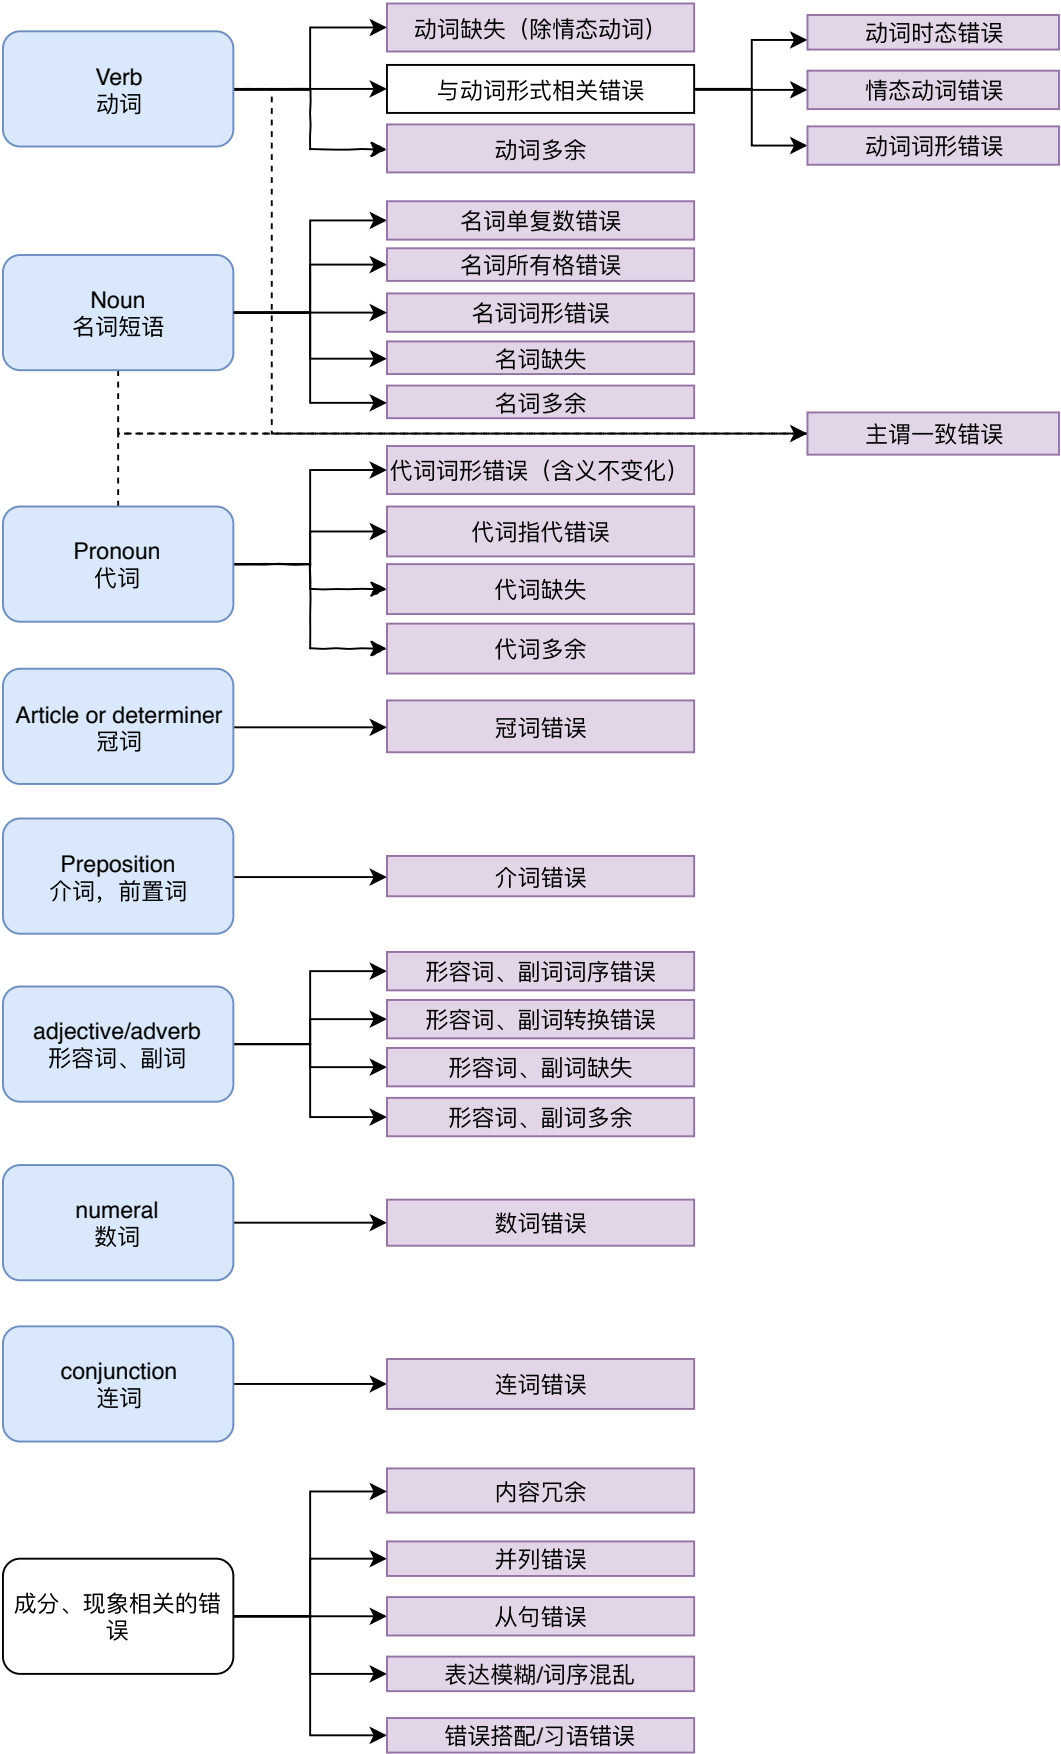 Verb
动词
动词缺失（除情态动词）
与动词形式相关错误
动词多余
动词时态错误
情态动词错误
动词词形错误
Noun
名词短语
名词单复数错误
名词所有格错误
名词词形错误
名词缺失
名词多余
主谓一致错误
Pronoun
代词
代词词形错误（含义不变化）
代词指代错误
代词缺失
代词多余
Article or determiner
冠词
冠词错误
Preposition
介词，前置词
介词错误
adjective/adverb
形容词、副词
形容词、副词词序错误
形容词、副词转换错误
形容词、副词缺失
形容词、副词多余
numeral
数词
数词错误
conjunction
连词
连词错误
成分、现象相关的错
误
内容冗余
并列错误
从句错误
表达模糊/词序混乱
错误搭配/习语错误